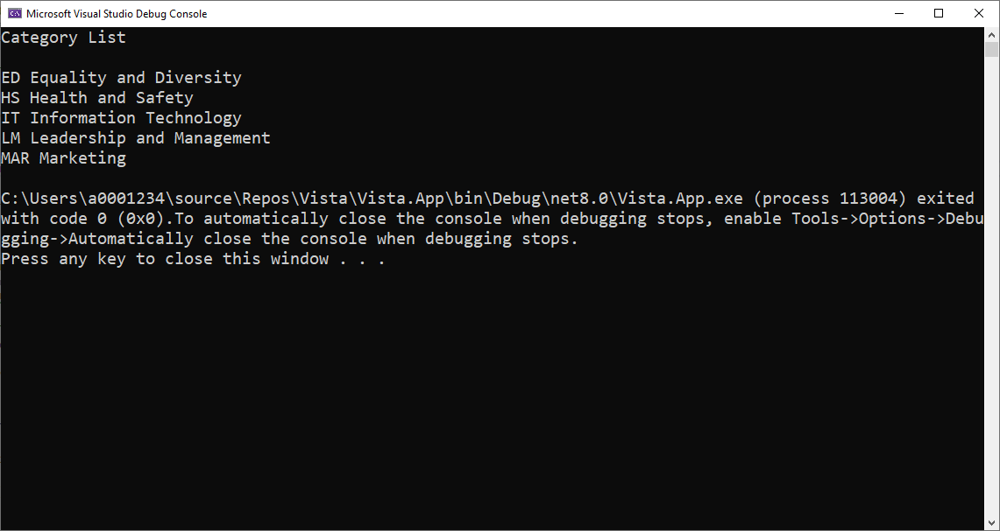 Microsoft Visual Studio Debug Console
Category List
ED Equality and Diversity
HS Health and Safety
IT Information Technology
LM Leadership and Management
MAR Marketing
C:\Users\a0001234\source\Repos\Vista\Vista.App\bin\Debug\net8.0\Vista.App.exe (process 113004) exited
with code 0 (0x0).To automatically close the console when debugging stops, enable Tools->Options->Debu
gging->Automatically close the console when debugging stops.
Press any key to close this window . . .